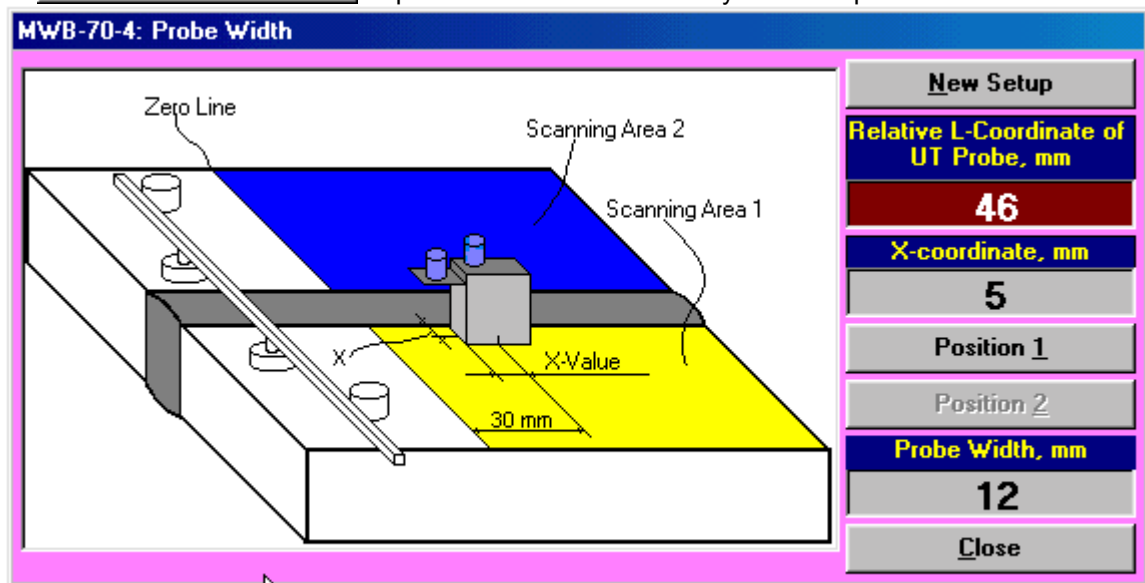 MWB-70-4: Probe Width
Zero Line
Scanning Area 2
Scanning Area 1
X
X-Value
30 mm
New Setup
Relative L-Coordinate of
UT Probe, mm
46
X-coordinate, mm
5
Position 1
Position 2
Probe Width, mm
12
Close